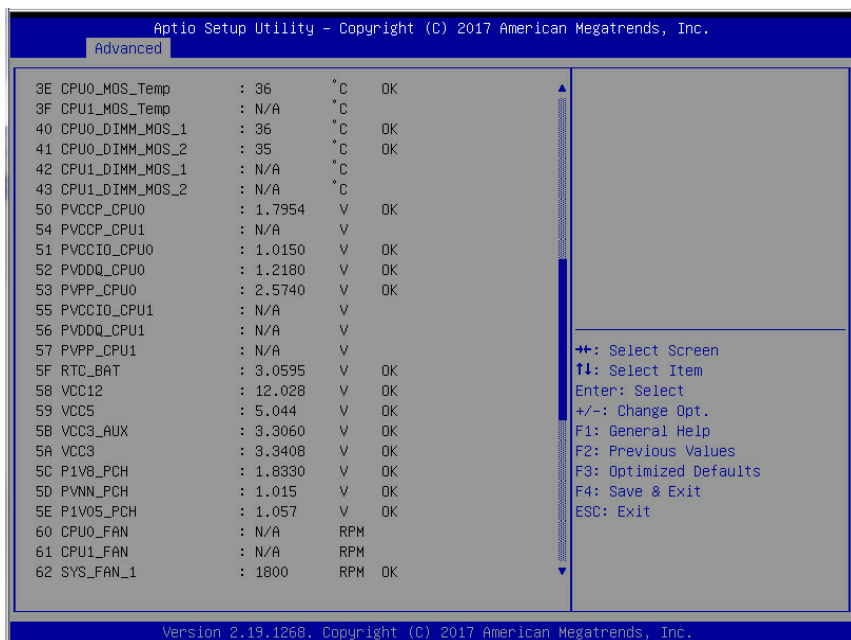 Aptio Setup Utility – Copyright (C) 2017 American Megatrends, Inc.
Advanced
3E CPU0_MOS_Temp : 36 °C OK
3F CPU1_MOS_Temp : N/A °C
40 CPU0_DIMM_MOS_1 : 36 °C OK
41 CPU0_DIMM_MOS_2 : 35 °C OK
42 CPU1_DIMM_MOS_1 : N/A °C
43 CPU1_DIMM_MOS_2 : N/A °C
50 PVCCP_CPU0 : 1.7954 V OK
54 PVCCP_CPU1 : N/A V
51 PVCCIO_CPU0 : 1.0150 V OK
52 PVDDQ_CPU0 : 1.2180 V OK
53 PVPP_CPU0 : 2.5740 V OK
55 PVCCIO_CPU1 : N/A V
56 PVDDQ_CPU1 : N/A V
57 PVPP_CPU1 : N/A V
5F RTC_BAT : 3.0595 V OK
58 VCC12 : 12.028 V OK
59 VCC5 : 5.044 V OK
5B VCC3_AUX : 3.3060 V OK
5A VCC3 : 3.3408 V OK
5C P1V8_PCH : 1.8330 V OK
5D PVNN_PCH : 1.015 V OK
5E P1V05_PCH : 1.057 V OK
60 CPU0_FAN : N/A RPM
61 CPU1_FAN : N/A RPM
62 SYS_FAN_1 : 1800 RPM OK
→←: Select Screen
↑↓: Select Item
Enter: Select
+/-: Change Opt.
F1: General Help
F2: Previous Values
F3: Optimized Defaults
F4: Save & Exit
ESC: Exit
Version 2.19.1268. Copyright (C) 2017 American Megatrends, Inc.